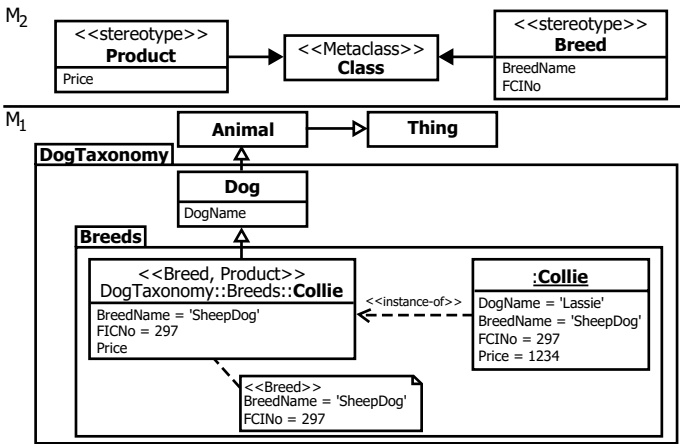 M2
<<stereotype>>
Product
Price
<<Metaclass>>
Class
<<stereotype>>
Breed
BreedName
FCINo
M1
Animal
Thing
DogTaxonomy
Dog
DogName
Breeds
<<Breed, Product>>
DogTaxonomy::Breeds::Collie
BreedName = 'SheepDog'
FICNo = 297
Price
<<instance-of>>
:Collie
DogName = 'Lassie'
BreedName = 'SheepDog'
FCINo = 297
Price = 1234
<<Breed>>
BreedName = 'SheepDog'
FCINo = 297